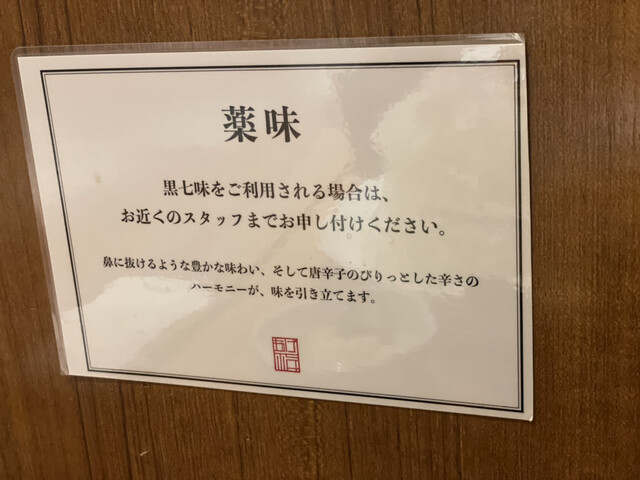 薬味
黒七味をご利用される場合は、
お近くのスタッフまでお申し付けください。
鼻に抜けるような豊かな味わい、そして唐辛子のぴりっとした辛さの
ハーモニーが、味を引き立てます。